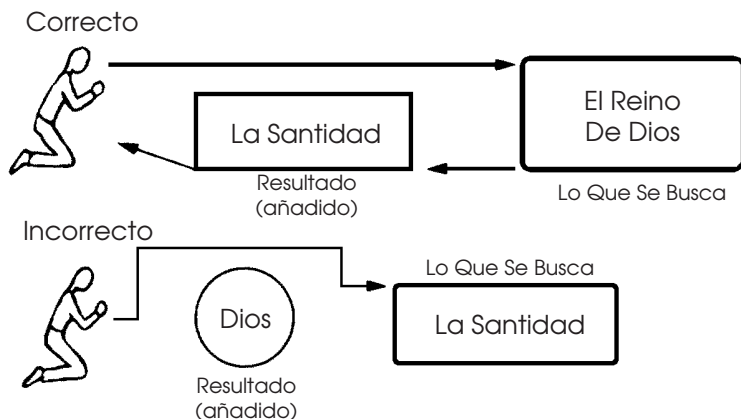 Correcto
El Reino
De Dios
La Santidad
Resultado
(añadido)
Lo Que Se Busca
Incorrecto
Lo Que Se Busca
Dios
La Santidad
Resultado
(añadido)